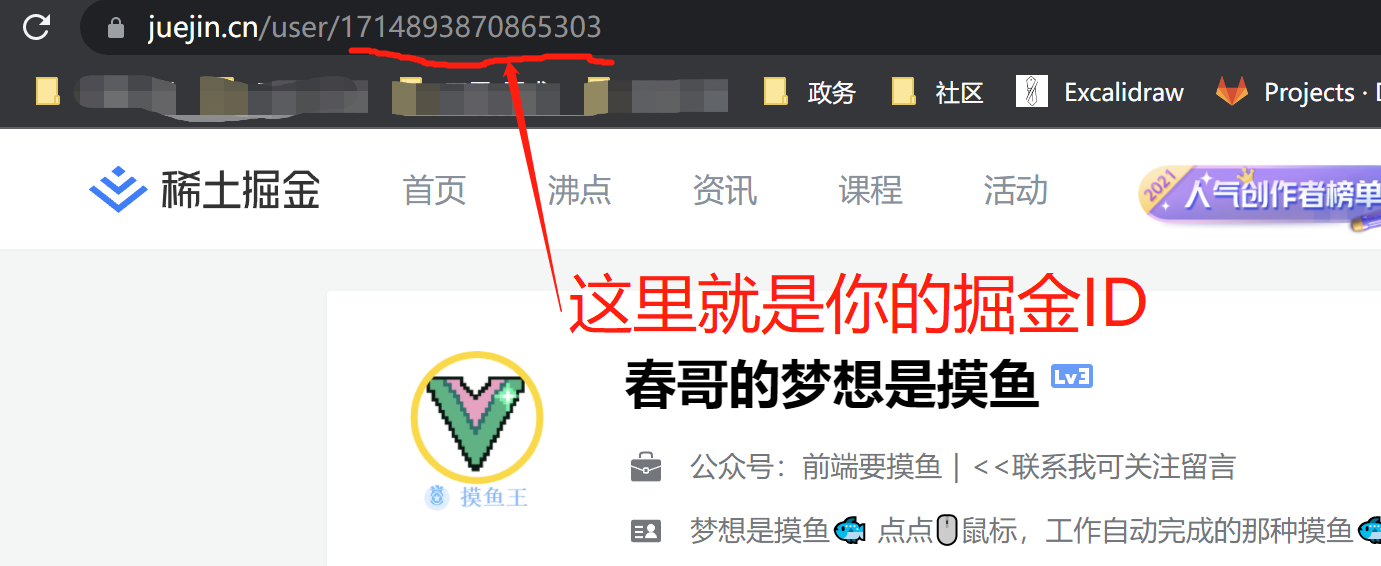 juejin.cn/user/1714893870865303
政务 社区 Excalidraw Projects ·
稀土掘金 首页 沸点 资讯 课程 活动 2021 人气创作者榜单
这里就是你的掘金ID
春哥的梦想是摸鱼 Lv3
公众号：前端要摸鱼 | <<联系我可关注留言
摸鱼王
梦想是摸鱼🐟 点点🖱鼠标，工作自动完成的那种摸鱼🐟